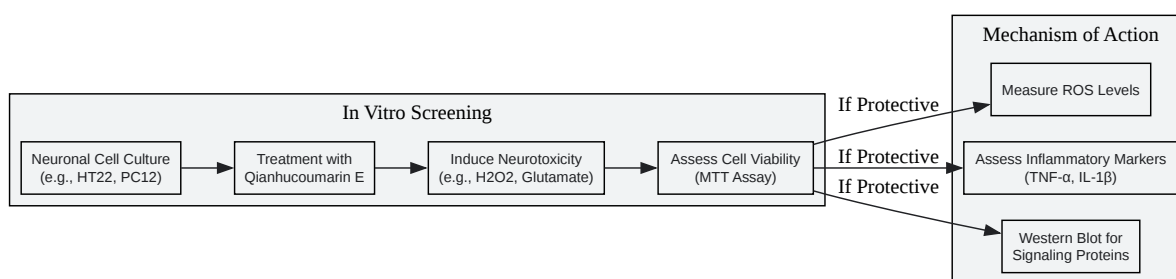 In Vitro Screening
Neuronal Cell Culture
(e.g., HT22, PC12)
Treatment with
Qianhucoumarin E
Induce Neurotoxicity
(e.g., H2O2, Glutamate)
Assess Cell Viability
(MTT Assay)
If Protective
If Protective
If Protective
Mechanism of Action
Measure ROS Levels
Assess Inflammatory Markers
(TNF-α, IL-1β)
Western Blot for
Signaling Proteins